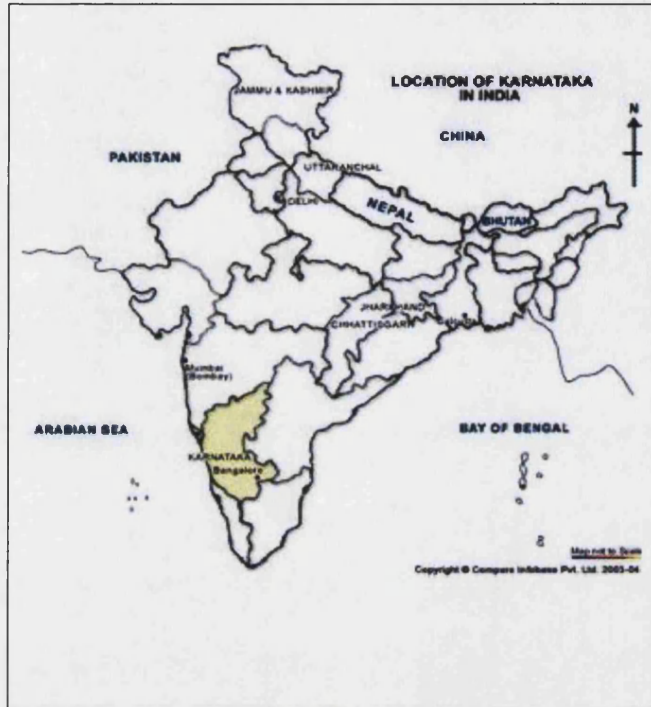 LOCATION OF KARNATAKA
IN INDIA
JAMMU & KASHMIR
N
CHINA
PAKISTAN
UTTARANCHAL
DELHI
NEPAL
BHUTAN
JHARKHAND
CHHATTISGARH
Mumbai
(Bombay)
ARABIAN SEA
BAY OF BENGAL
KARNATAKA
Bangalore
Map not to Scale
Copyright © Compare Infobase Pvt. Ltd. 2003-04